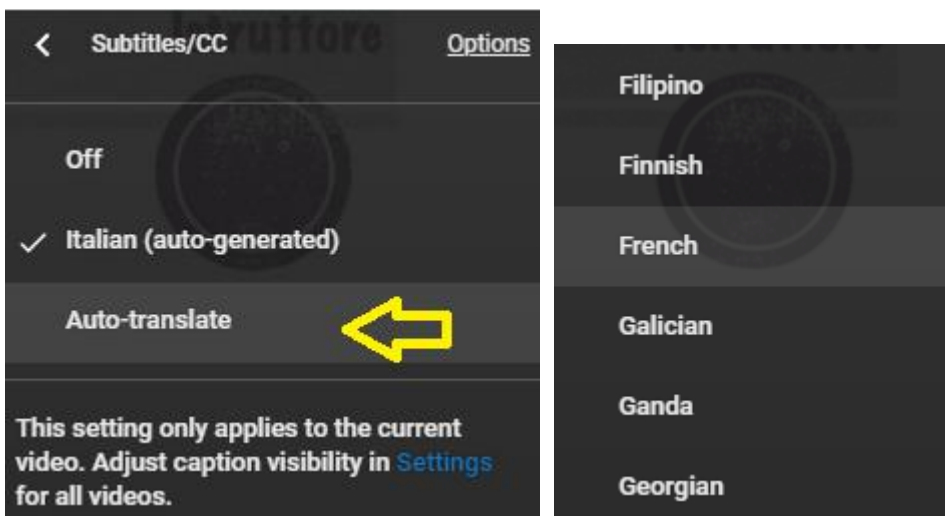 Istruttore
Subtitles/CC
Options
Off
Italian (auto-generated)
Auto-translate
This setting only applies to the current
video. Adjust caption visibility in Settings
for all videos.
Filipino
Finnish
French
Galician
Ganda
Georgian